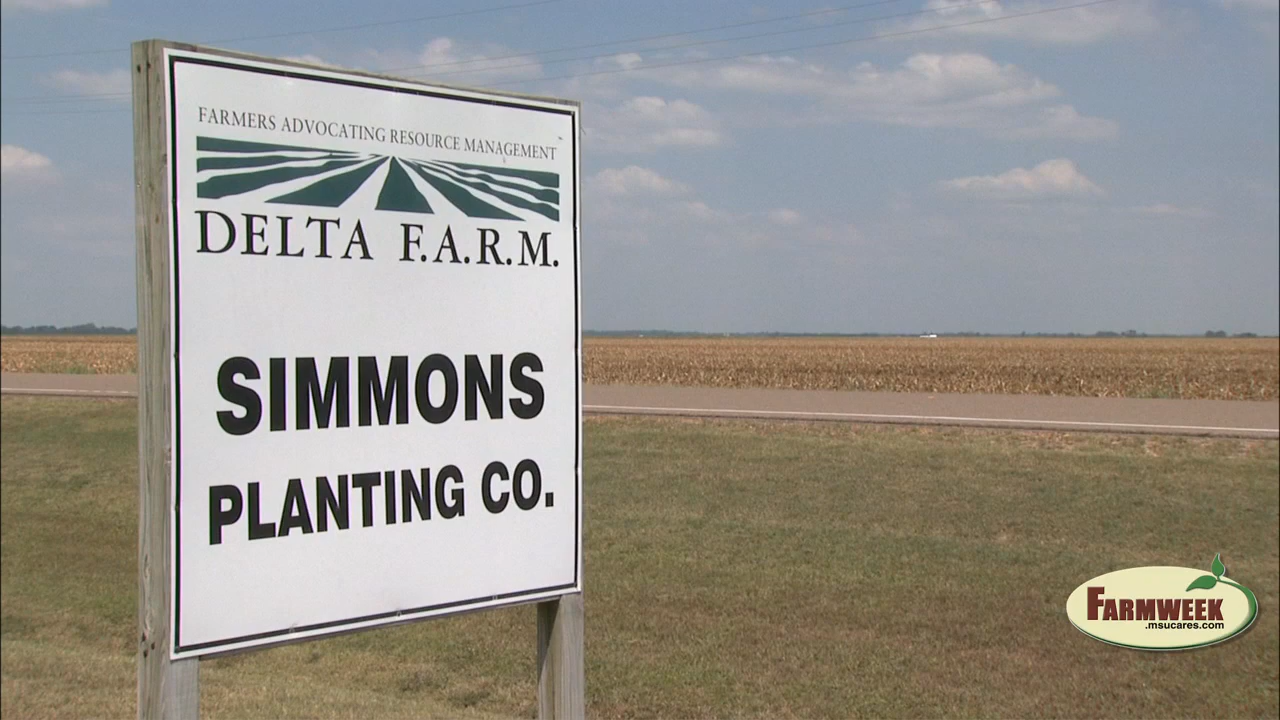 FARMERS ADVOCATING RESOURCE MANAGEMENT
DELTA F.A.R.M.
SIMMONS
PLANTING CO.
FARMWEEK
.msucares.com